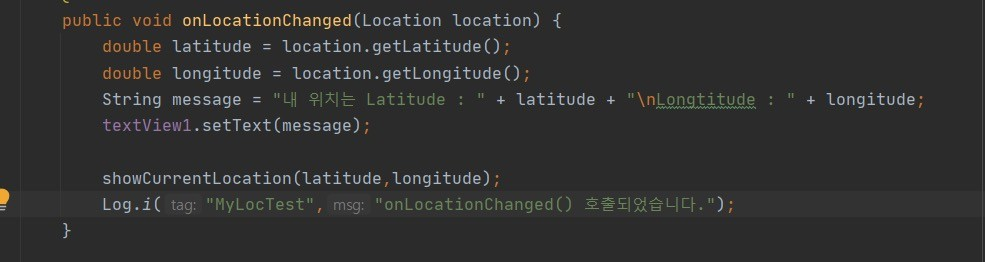 public void onLocationChanged(Location location) {
double latitude = location.getLatitude();
double longitude = location.getLongitude();
String message = "내 위치는 Latitude : " + latitude + "\nLongtitude : " + longitude;
textView1.setText(message);
showCurrentLocation(latitude,longitude);
Log.i( tag: "MyLocTest", msg: "onLocationChanged() 호출되었습니다.");
}